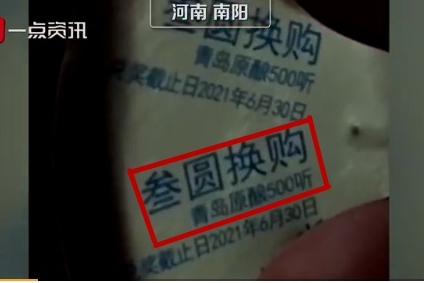 河南 南阳
一点资讯
叁圆换购
青岛原酿500听
兑奖截止日2021年6月30日
叁圆换购
青岛原酿500听
兑奖截止日2021年6月30日